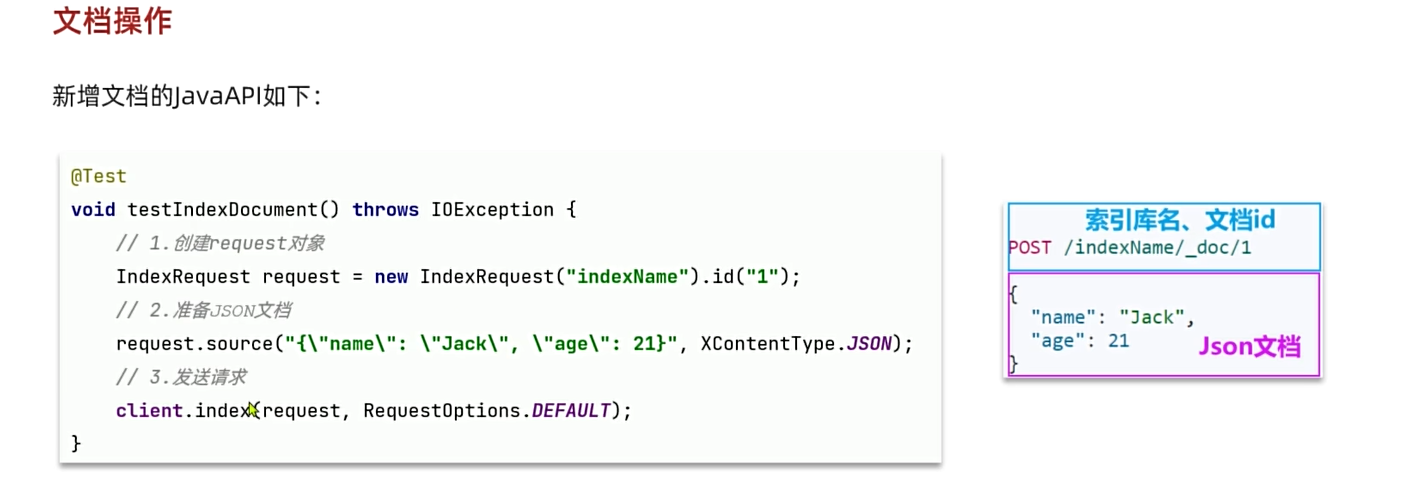 文档操作
新增文档的JavaAPI如下：
@Test
void testIndexDocument() throws IOException {
// 1.创建request对象
IndexRequest request = new IndexRequest("indexName").id("1");
// 2.准备JSON文档
request.source("{\"name\": \"Jack\", \"age\": 21}", XContentType.JSON);
// 3.发送请求
client.index(request, RequestOptions.DEFAULT);
}
索引库名、文档id
POST /indexName/_doc/1
{
"name": "Jack",
"age": 21
Json文档
}